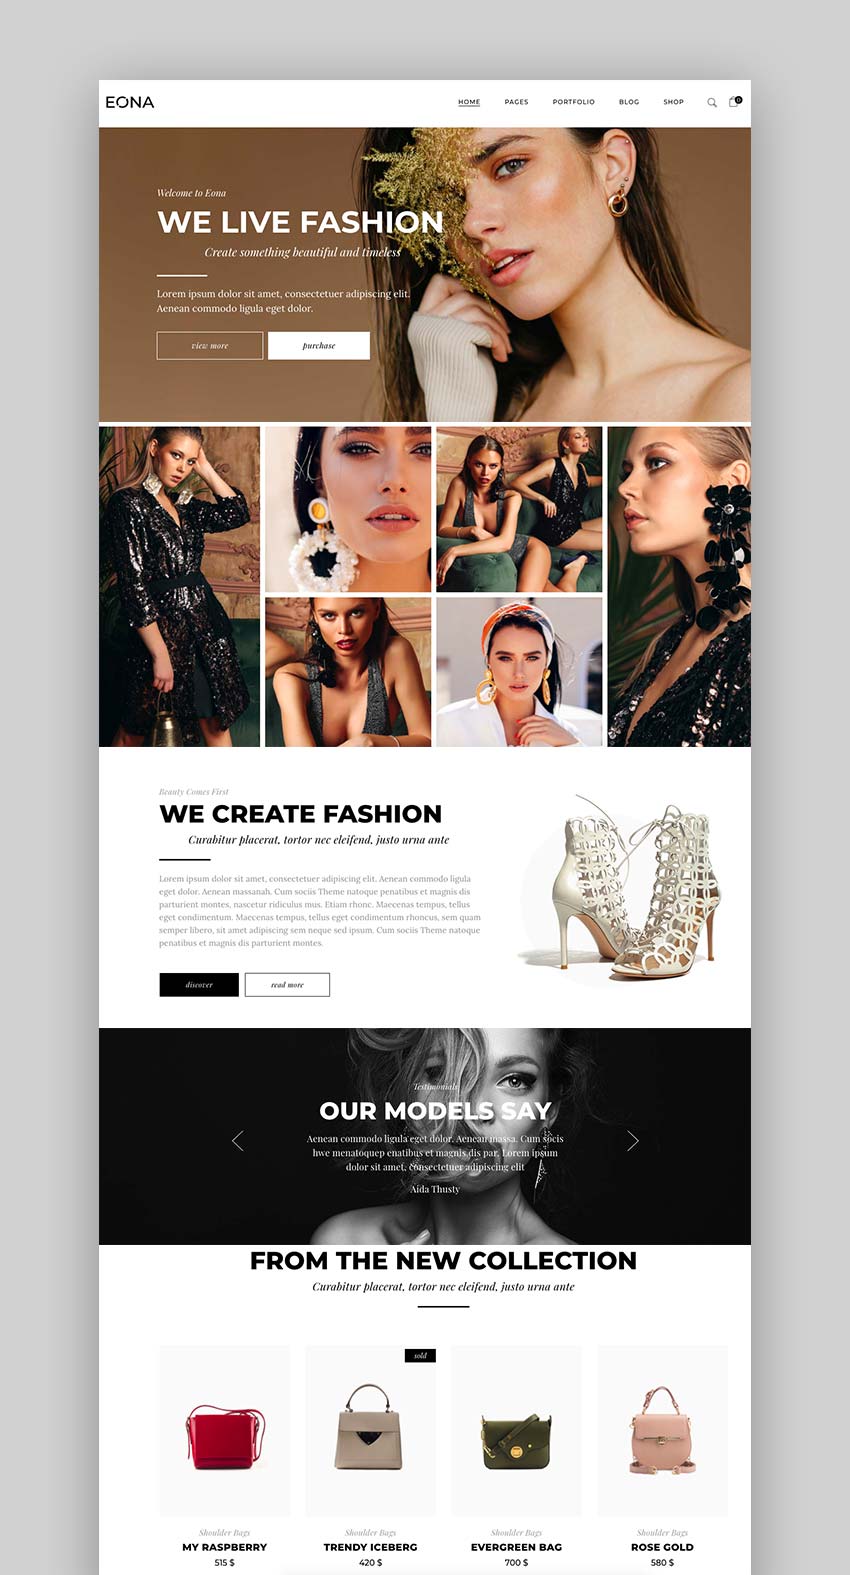 EONA
HOME PAGES PORTFOLIO BLOG SHOP
0
Welcome to Eona
WE LIVE FASHION
Create something beautiful and timeless
Lorem ipsum dolor sit amet, consectetuer adipiscing elit.
Aenean commodo ligula eget dolor.
view more purchase
Beauty Comes First
WE CREATE FASHION
Curabitur placerat, tortor nec eleifend, justo urna ante
Lorem ipsum dolor sit amet, consectetuer adipiscing elit. Aenean commodo ligula
eget dolor. Aenean massanah. Cum sociis Theme natoque penatibus et magnis dis
parturient montes, nascetur ridiculus mus. Etiam rhonc. Maecenas tempus, tellus
eget condimentum. Maecenas tempus, tellus eget condimentum rhoncus, sem quam
semper libero, sit amet adipiscing sem neque sed ipsum. Cum sociis Theme natoque
penatibus et magnis dis parturient montes.
discover read more
Testimonials
OUR MODELS SAY
Aenean commodo ligula eget dolor. Aenean massa. Cum socis
hwe menatoquep enatibus et magnis dis par. Lorem ipsum
dolor sit amet, consectetuer adipiscing elit
Aida Thusty
FROM THE NEW COLLECTION
Curabitur placerat, tortor nec eleifend, justo urna ante
sold
Shoulder Bags Shoulder Bags Shoulder Bags Shoulder Bags
MY RASPBERRY TRENDY ICEBERG EVERGREEN BAG ROSE GOLD
515 $ 420 $ 700 $ 580 $